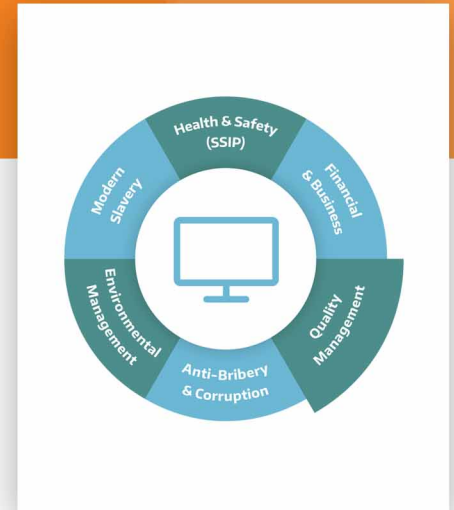 Health & Safety
(SSIP)
Financial
& Business
Quality
Management
Anti-Bribery
& Corruption
Environmental
Management
Modern
Slavery